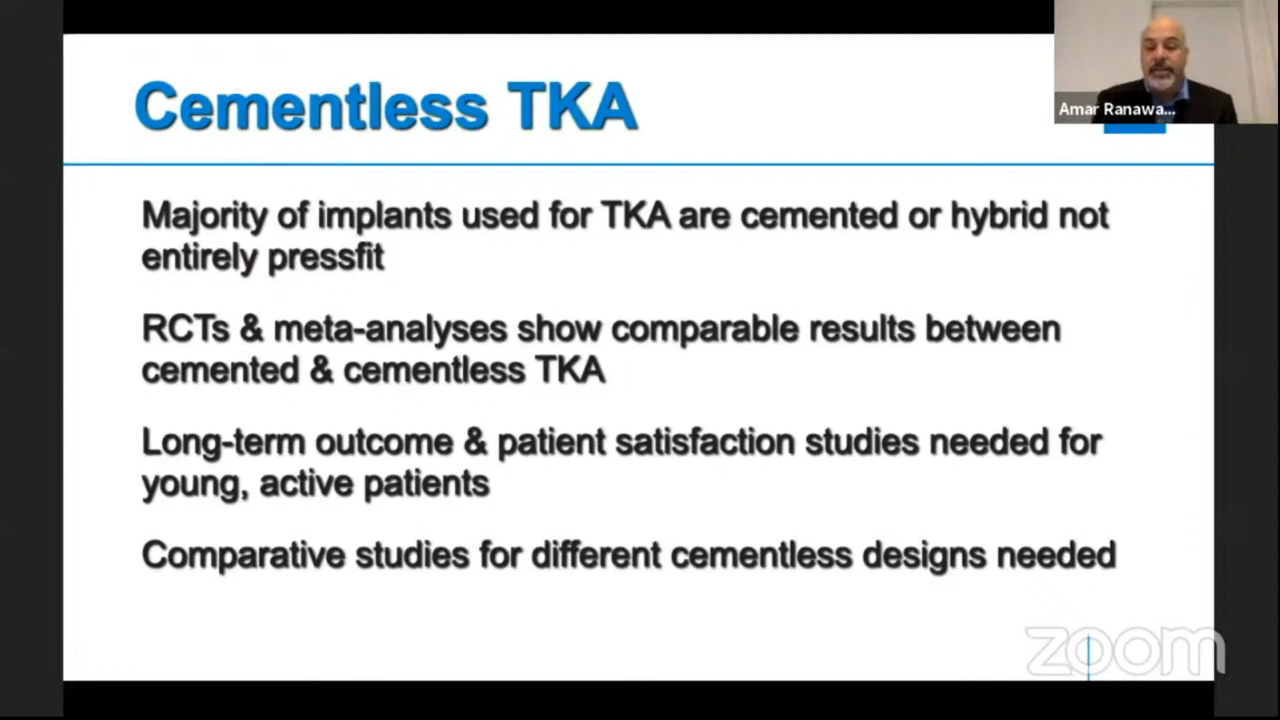 Cementless TKA
Amar Ranawa...
Majority of implants used for TKA are cemented or hybrid not
entirely pressfit
RCTs & meta-analyses show comparable results between
cemented & cementless TKA
Long-term outcome & patient satisfaction studies needed for
young, active patients
Comparative studies for different cementless designs needed
zoom